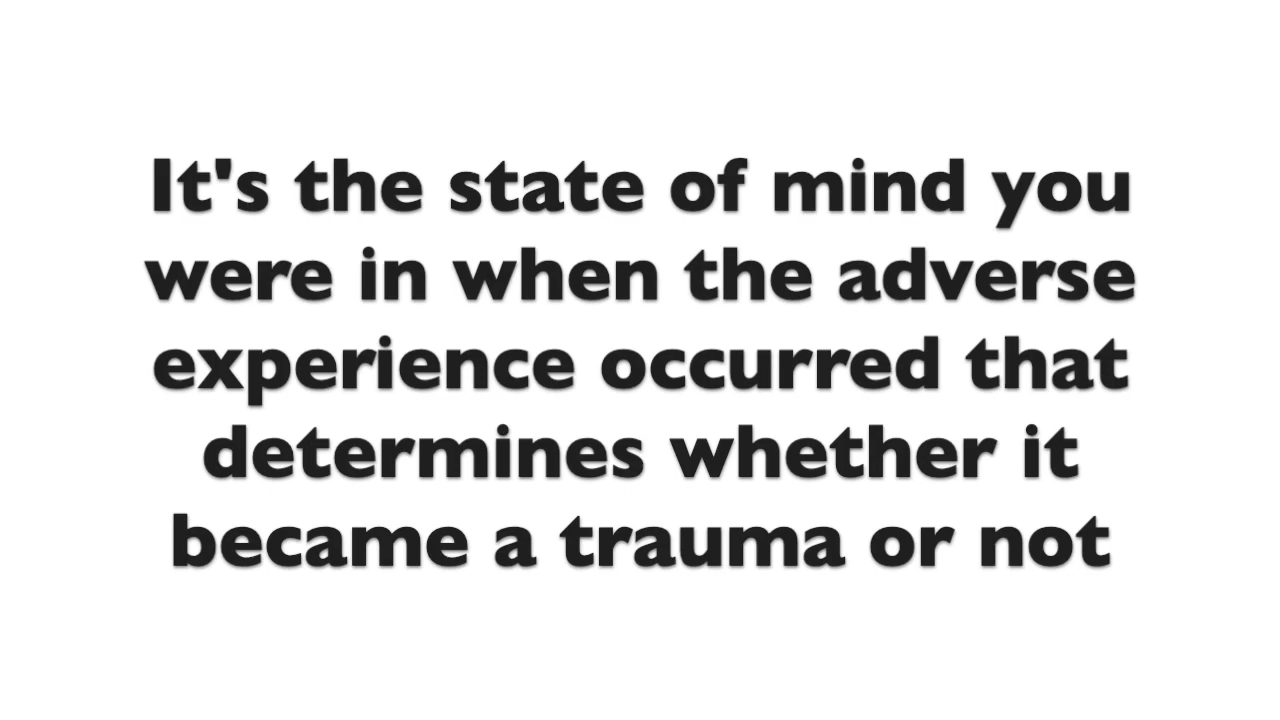 It's the state of mind you
were in when the adverse
experience occurred that
determines whether it
became a trauma or not